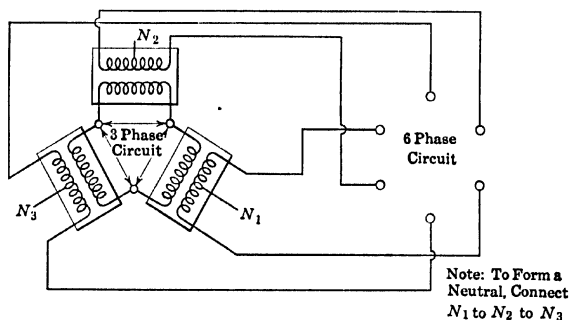 N₂
3 Phase
Circuit
6 Phase
Circuit
N₃
N₁
Note: To Form a
Neutral, Connect
N₁ to N₂ to N₃